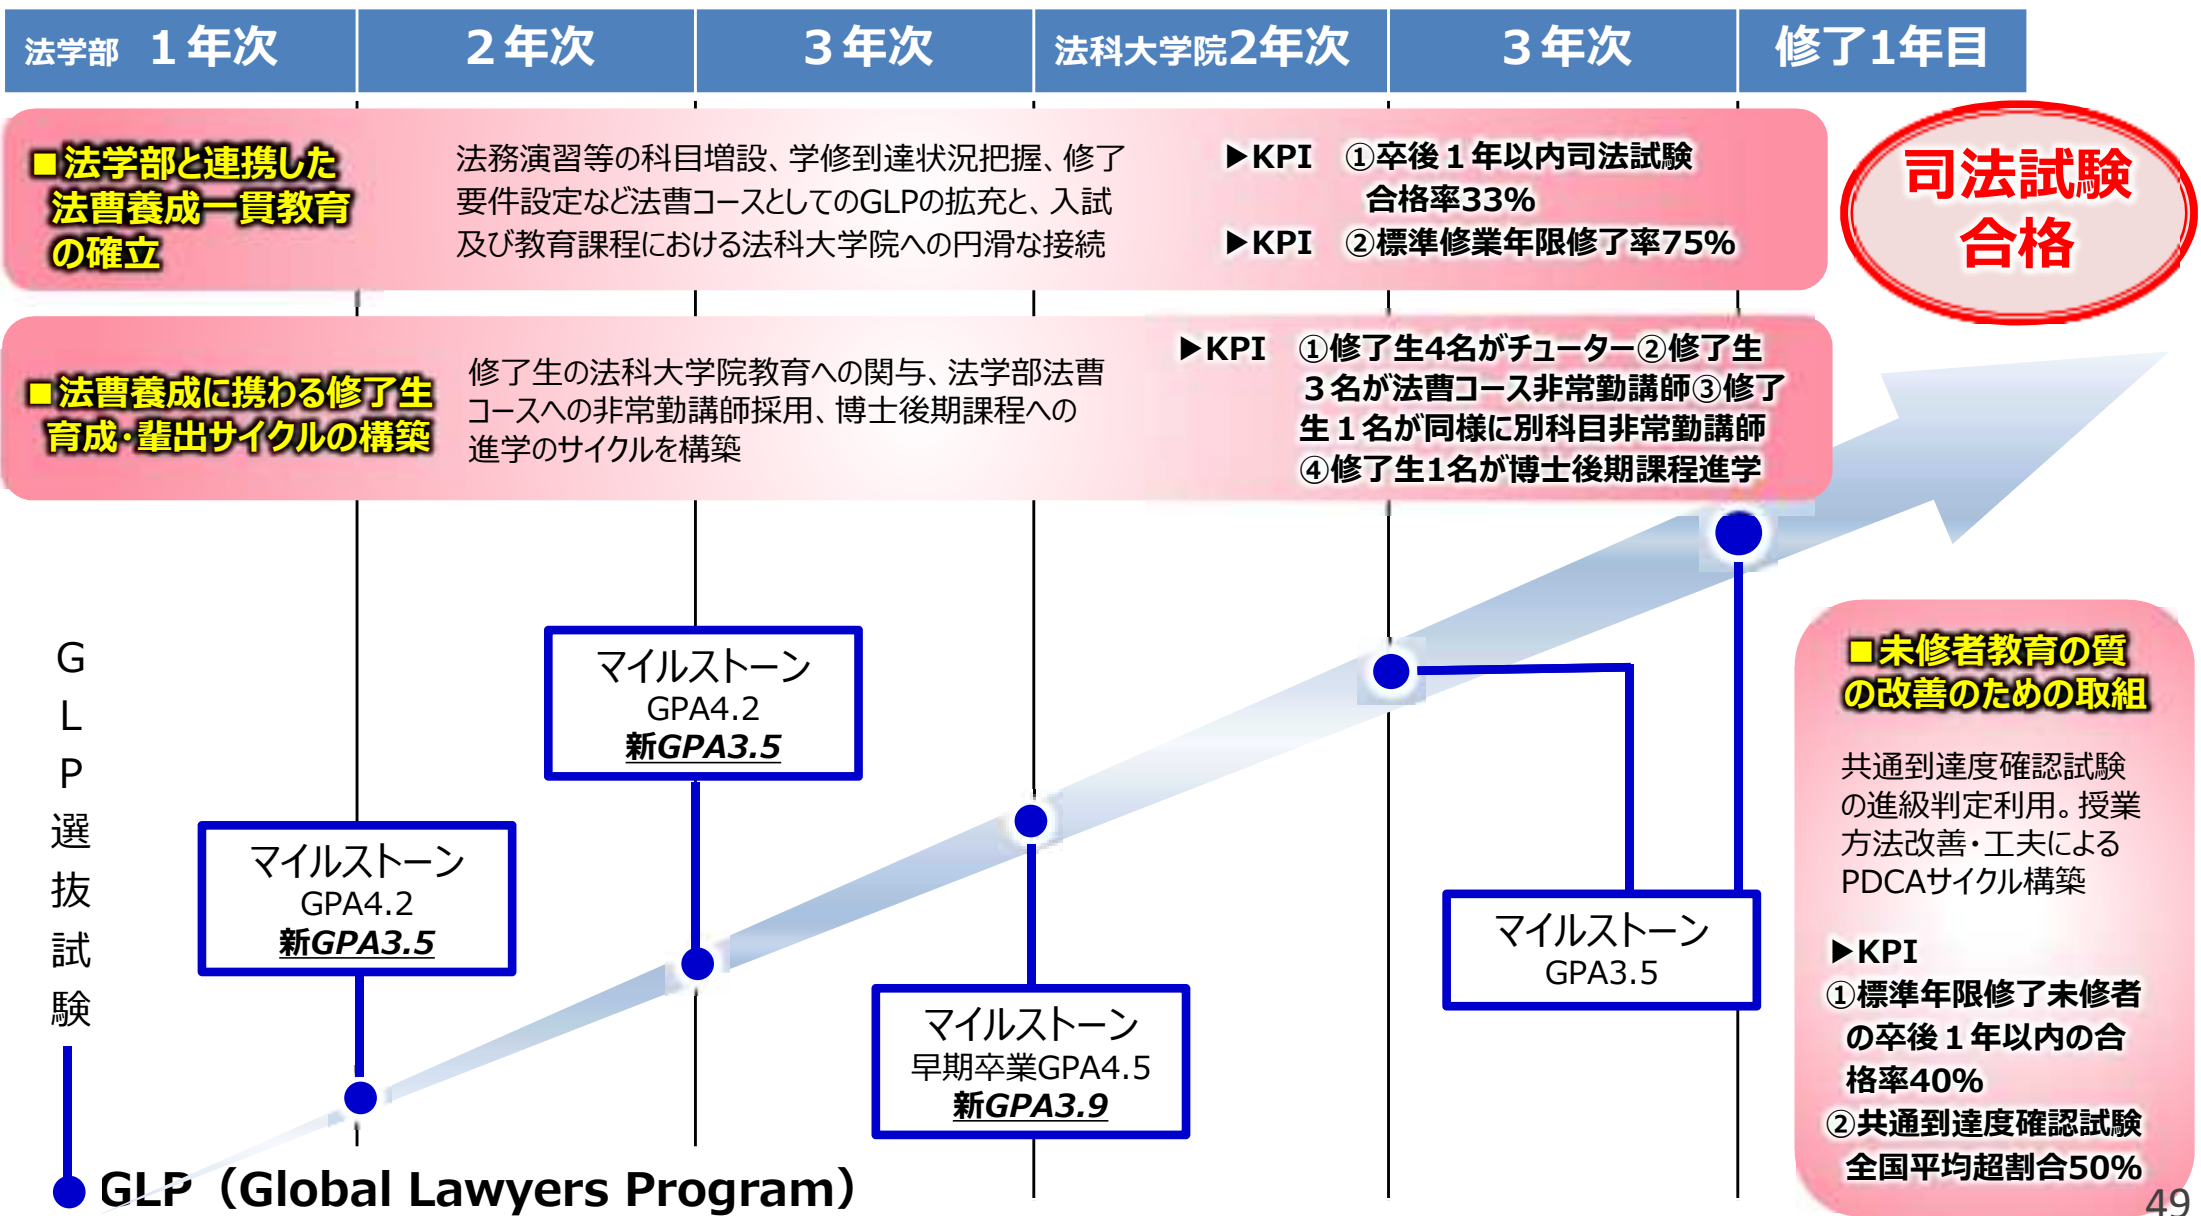 法学部 １年次
２年次
３年次
法科大学院2年次
３年次
修了1年目
■法学部と連携した
法曹養成一貫教育
の確立
法務演習等の科目増設、学修到達状況把握、修了
要件設定など法曹コースとしてのGLPの拡充と、入試
及び教育課程における法科大学院への円滑な接続
▶KPI ①卒後１年以内司法試験
合格率33%
▶KPI ②標準修業年限修了率75%
司法試験
合格
■法曹養成に携わる修了生
育成・輩出サイクルの構築
修了生の法科大学院教育への関与、法学部法曹
コースへの非常勤講師採用、博士後期課程への
進学のサイクルを構築
▶KPI ①修了生4名がチューター②修了生
３名が法曹コース非常勤講師③修了
生１名が同様に別科目非常勤講師
④修了生1名が博士後期課程進学
GLP選抜試験
マイルストーン
GPA4.2
新GPA3.5
マイルストーン
GPA4.2
新GPA3.5
マイルストーン
早期卒業GPA4.5
新GPA3.9
マイルストーン
GPA3.5
■未修者教育の質
の改善のための取組
共通到達度確認試験
の進級判定利用。授業
方法改善・工夫による
PDCAサイクル構築
▶KPI
①標準年限修了未修者
の卒後１年以内の合
格率40%
②共通到達度確認試験
全国平均超割合50%
GLP（Global Lawyers Program）
49